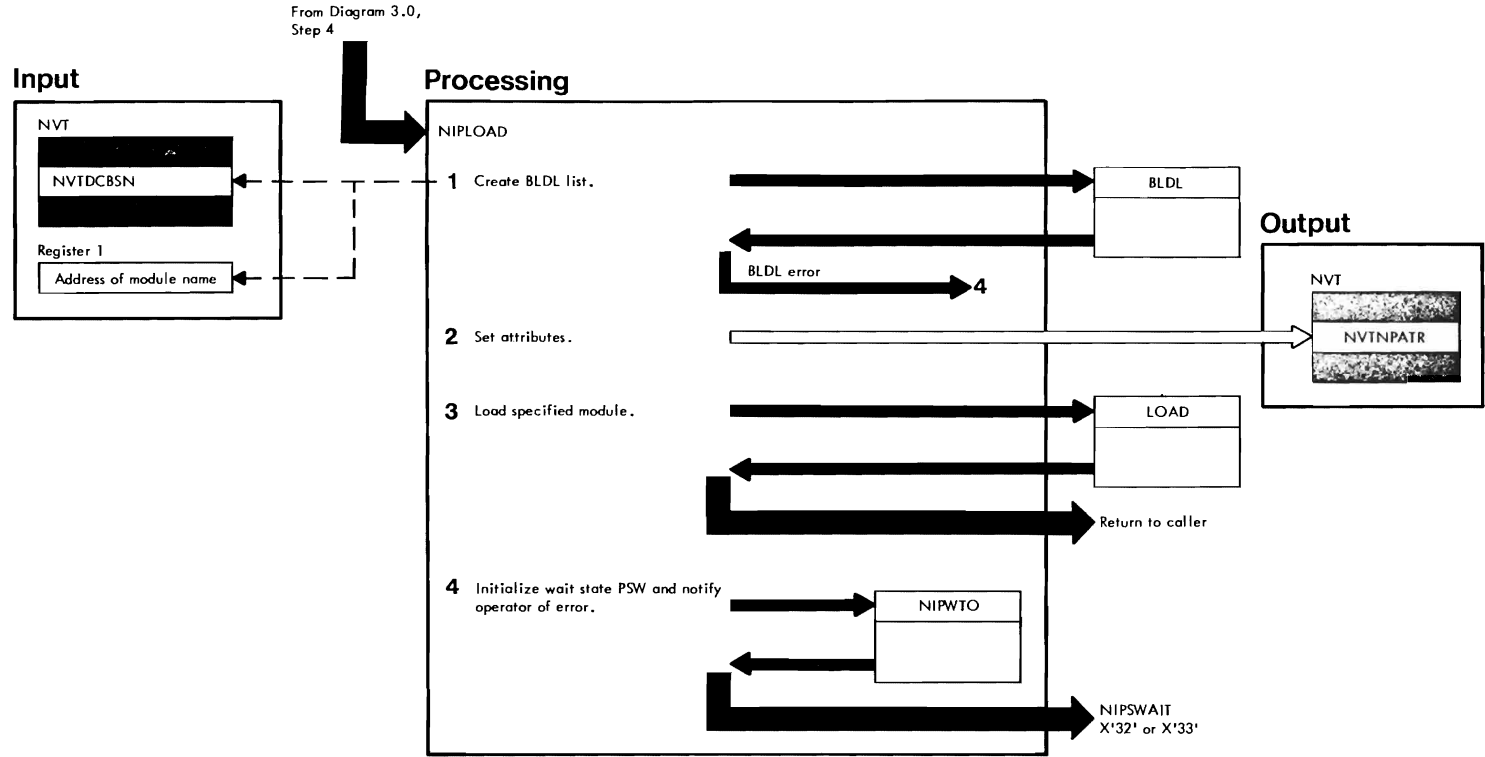 From Diagram 3.0,
Step 4
Input
NVT
NVTDCBSN
Register 1
Address of module name
Processing
NIPLOAD
1 Create BLDL list.
BLDL
BLDL error
4
2 Set attributes.
3 Load specified module.
LOAD
Return to caller
4 Initialize wait state PSW and notify
operator of error.
NIPWTO
NIPSWAIT
X'32' or X'33'
Output
NVT
NVTNPATR